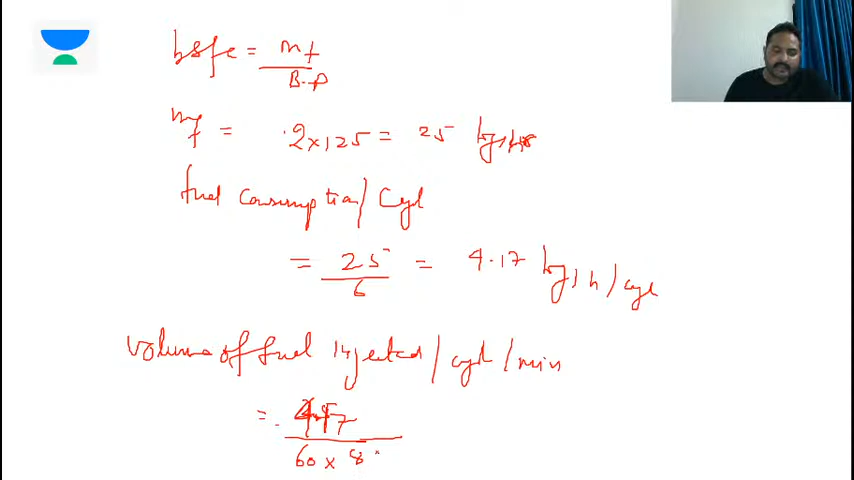 bsfc = mf / B.P
mf = .2 x 125 = 25 kg/hr
fuel consumption/Cyl
= 25 / 6 = 4.17 kg/h/cyl
Volume of fuel injected/cyl/min
= 4.17 / 60 x 8.